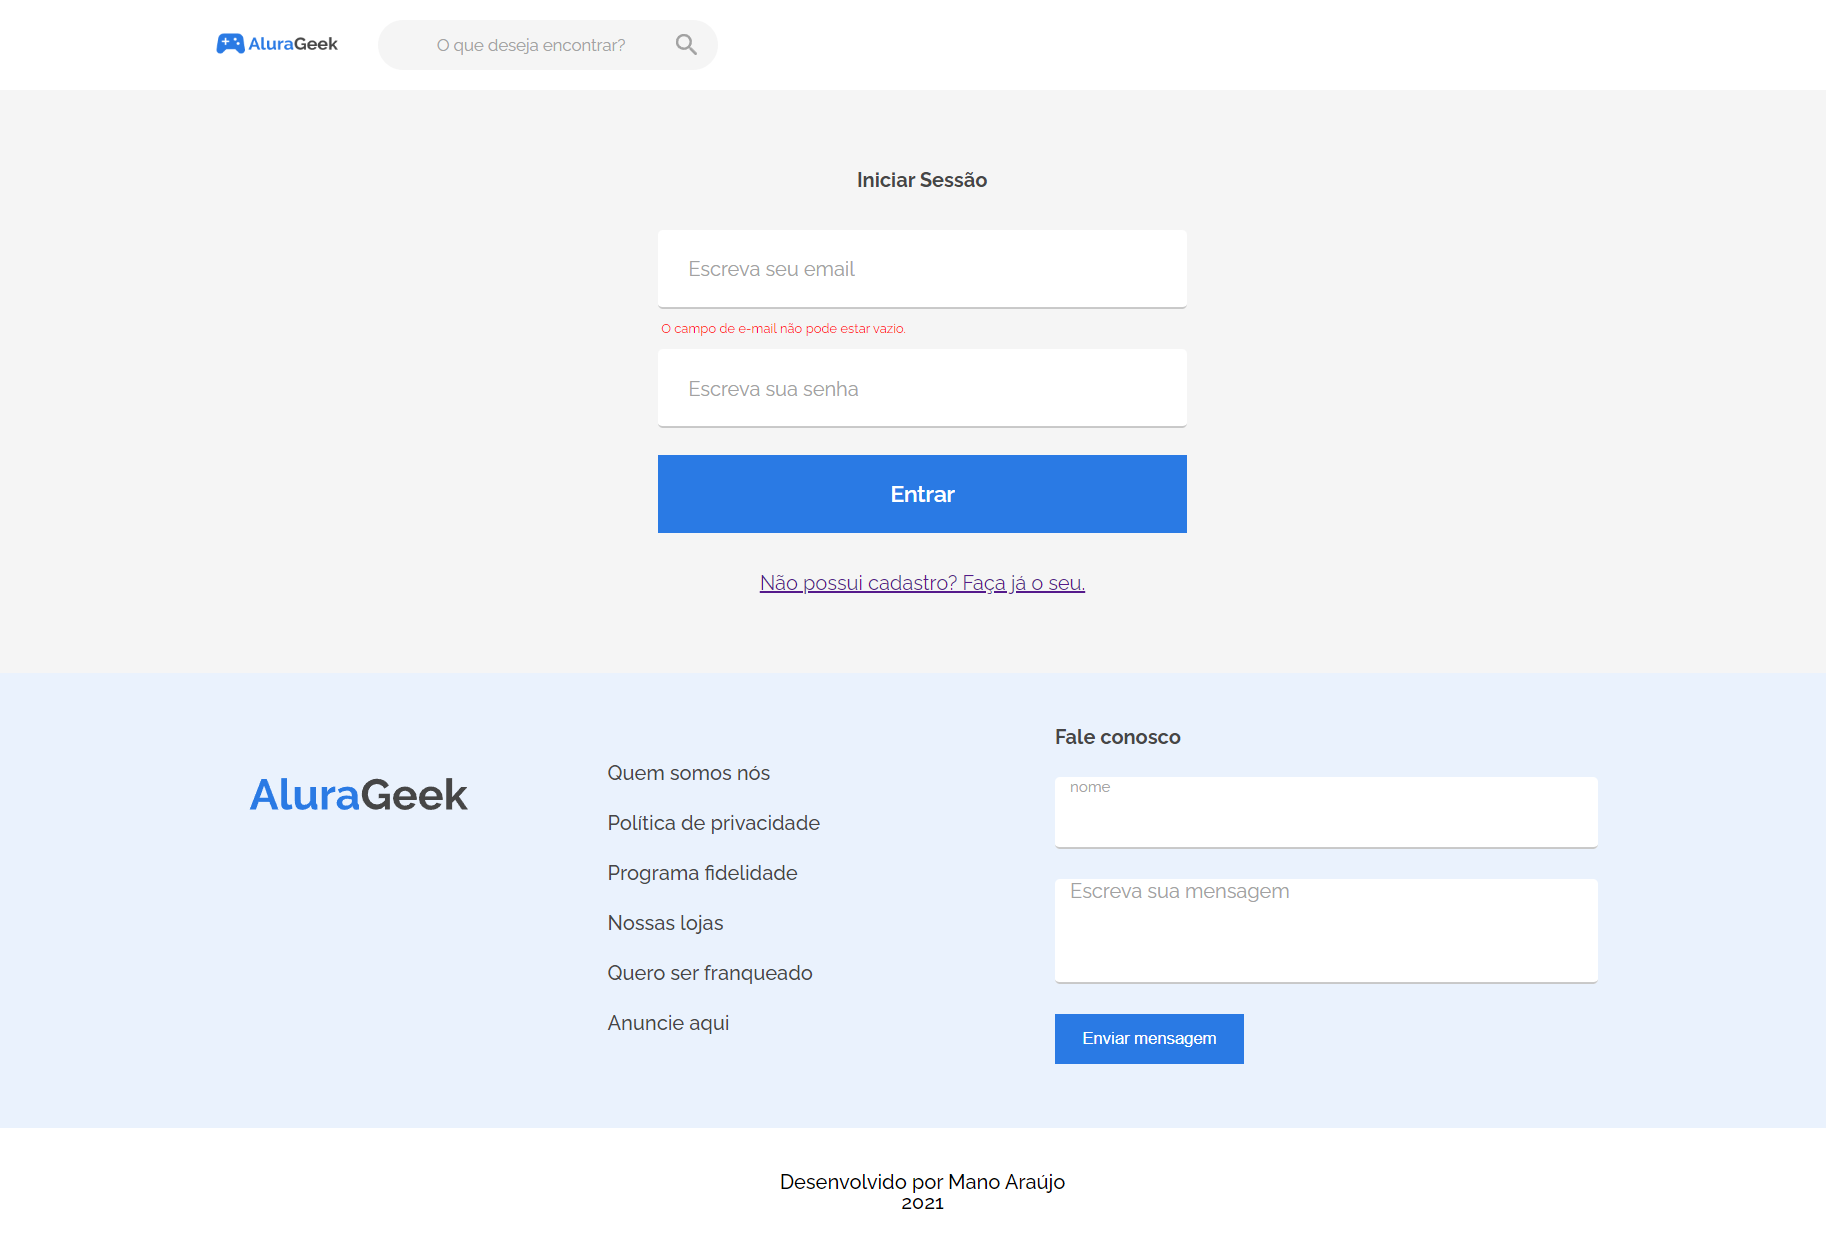 AluraGeek
O que deseja encontrar?
Iniciar Sessão
Escreva seu email
O campo de e-mail não pode estar vazio.
Escreva sua senha
Entrar
Não possui cadastro? Faça já o seu.
AluraGeek
Quem somos nós
Política de privacidade
Programa fidelidade
Nossas lojas
Quero ser franqueado
Anuncie aqui
Fale conosco
nome
Escreva sua mensagem
Enviar mensagem
Desenvolvido por Mano Araújo
2021